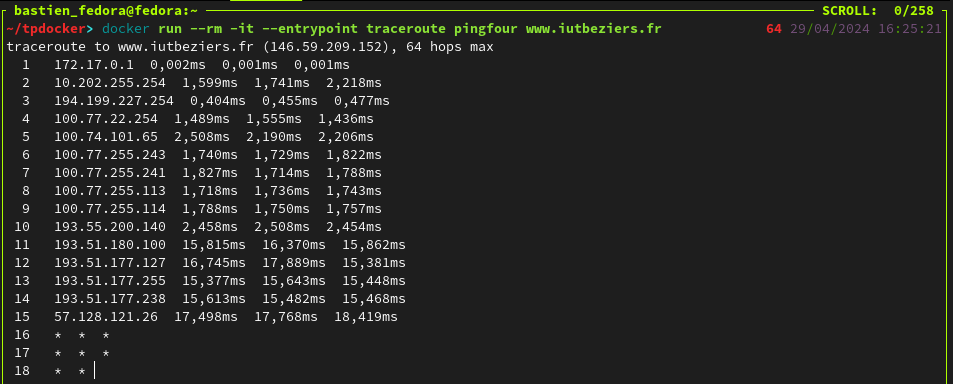 bastien_fedora@fedora:~ SCROLL: 0/258
~/tpdocker> docker run --rm -it --entrypoint traceroute pingfour www.iutbeziers.fr 64 29/04/2024 16:25:21
traceroute to www.iutbeziers.fr (146.59.209.152), 64 hops max
1 172.17.0.1 0,002ms 0,001ms 0,001ms
2 10.202.255.254 1,599ms 1,741ms 2,218ms
3 194.199.227.254 0,404ms 0,455ms 0,477ms
4 100.77.22.254 1,489ms 1,555ms 1,436ms
5 100.74.101.65 2,508ms 2,190ms 2,206ms
6 100.77.255.243 1,740ms 1,729ms 1,822ms
7 100.77.255.241 1,827ms 1,714ms 1,788ms
8 100.77.255.113 1,718ms 1,736ms 1,743ms
9 100.77.255.114 1,788ms 1,750ms 1,757ms
10 193.55.200.140 2,458ms 2,508ms 2,454ms
11 193.51.180.100 15,815ms 16,370ms 15,862ms
12 193.51.177.127 16,745ms 17,889ms 15,381ms
13 193.51.177.255 15,377ms 15,643ms 15,448ms
14 193.51.177.238 15,613ms 15,482ms 15,468ms
15 57.128.121.26 17,498ms 17,768ms 18,419ms
16 * * *
17 * * *
18 * *